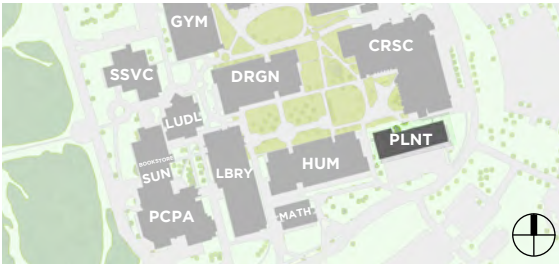 GYM
CRSC
SSVC
DRGN
LUDL
PLNT
BOOKSTORE
SUN
LBRY
HUM
PCPA
MATH